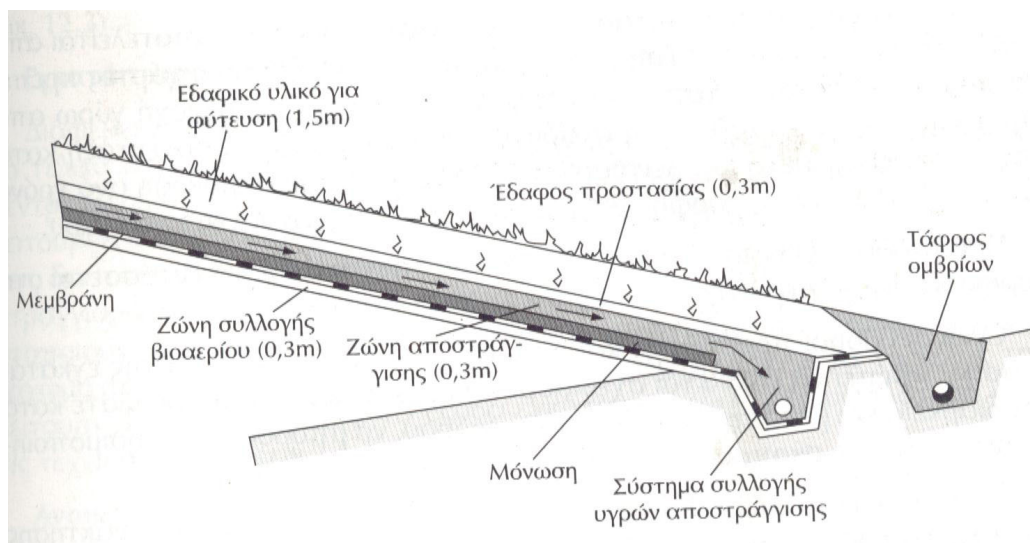 Εδαφικό υλικό για
φύτευση (1,5m)
Έδαφος προστασίας (0,3m)
Τάφρος
ομβρίων
Μεμβράνη
Ζώνη συλλογής
βιοαερίου (0,3m)
Ζώνη αποστράγ-
γισης (0,3m)
Μόνωση
Σύστημα συλλογής
υγρών αποστράγγισης